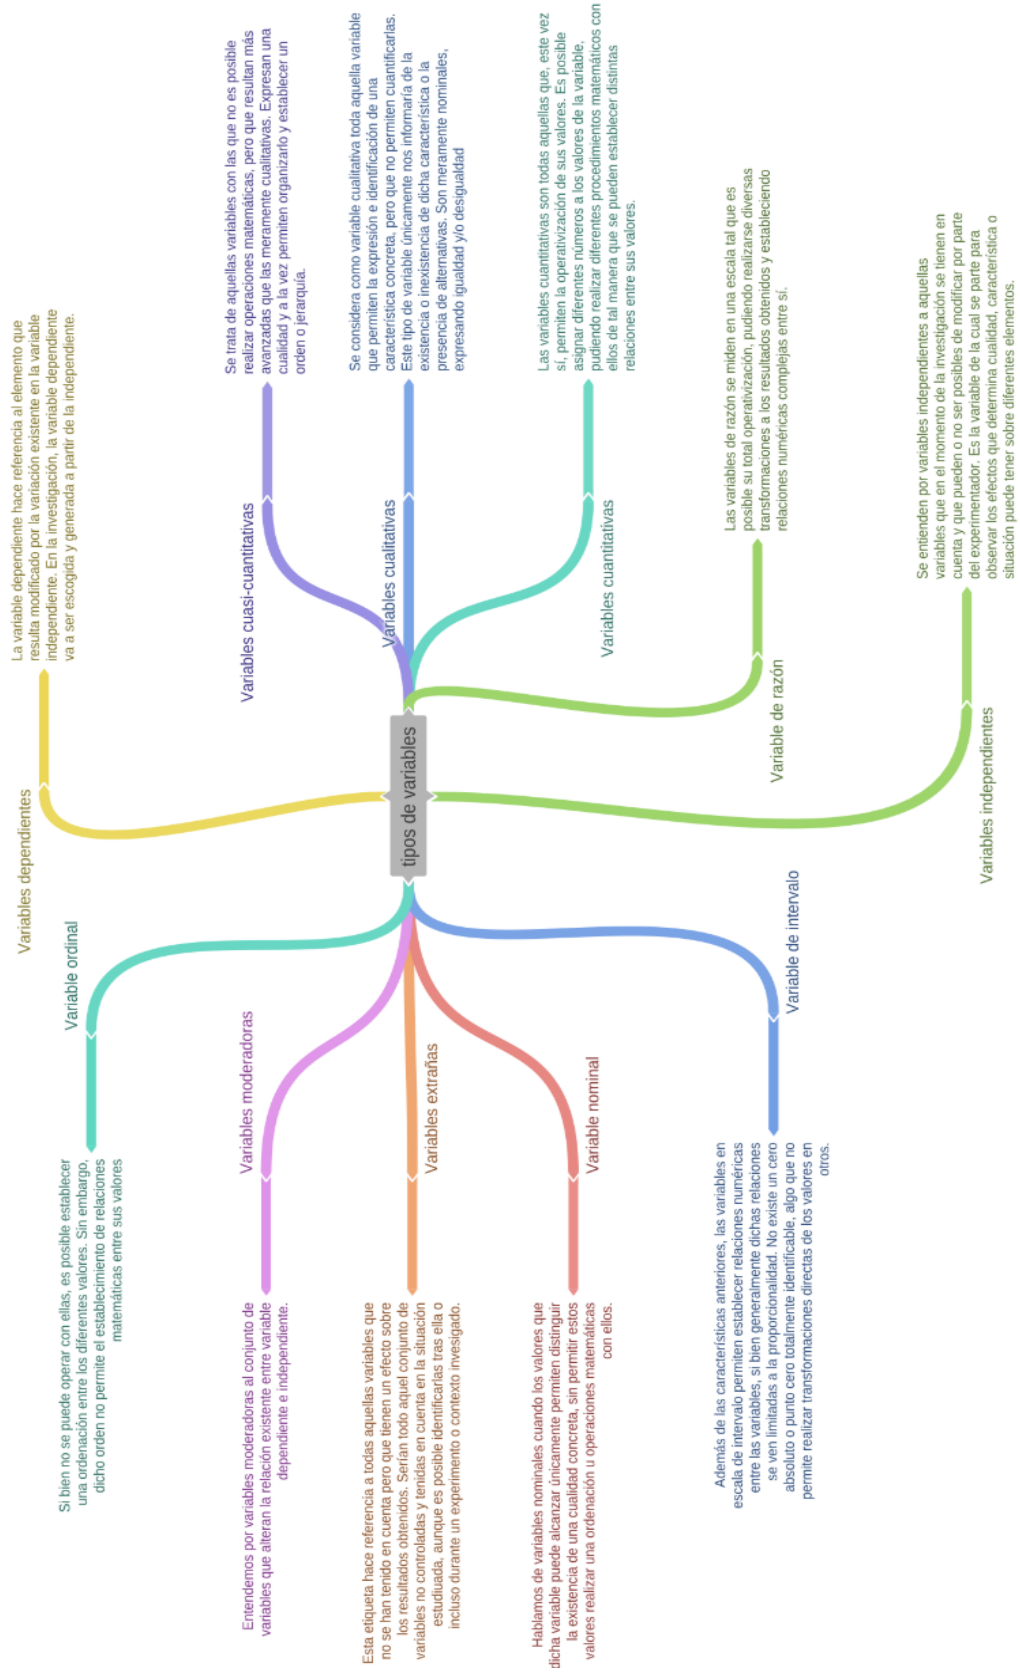 tipos de variables
Variables dependientes
La variable dependiente hace referencia al elemento que
resulta modificado por la variación existente en la variable
independiente. En la investigación, la variable dependiente
va a ser escogida y generada a partir de la independiente.
Variables cuasi-cuantitativas
Se trata de aquellas variables con las que no es posible
realizar operaciones matemáticas, pero que resultan más
avanzadas que las meramente cualitativas. Expresan una
cualidad y a la vez permiten organizarlo y establecer un
orden o jerarquía.
Variables cualitativas
Se considera como variable cualitativa toda aquella variable
que permiten la expresión e identificación de una
característica concreta, pero que no permiten cuantificarlas.
Este tipo de variable únicamente nos informaría de la
existencia o inexistencia de dicha característica o la
presencia de alternativas. Son meramente nominales,
expresando igualdad y/o desigualdad
Variables cuantitativas
Las variables cuantitativas son todas aquellas que, este vez
sí, permiten la operativización de sus valores. Es posible
asignar diferentes números a los valores de la variable,
pudiendo realizar diferentes procedimientos matemáticos con
ellos de tal manera que se pueden establecer distintas
relaciones entre sus valores.
Variable de razón
Las variables de razón se miden en una escala tal que es
posible su total operativización, pudiendo realizarse diversas
transformaciones a los resultados obtenidos y estableciendo
relaciones numéricas complejas entre sí.
Variables independientes
Se entienden por variables independientes a aquellas
variables que en el momento de la investigación se tienen en
cuenta y que pueden o no ser posibles de modificar por parte
del experimentador. Es la variable de la cual se parte para
observar los efectos que determina cualidad, característica o
situación puede tener sobre diferentes elementos.
Variable ordinal
Si bien no se puede operar con ellas, es posible establecer
una ordenación entre los diferentes valores. Sin embargo,
dicho orden no permite el establecimiento de relaciones
matemáticas entre sus valores
Variables moderadoras
Entendemos por variables moderadoras al conjunto de
variables que alteran la relación existente entre variable
dependiente e independiente.
Variables extrañas
Esta etiqueta hace referencia a todas aquellas variables que
no se han tenido en cuenta pero que tienen un efecto sobre
los resultados obtenidos. Serían todo aquel conjunto de
variables no controladas y tenidas en cuenta en la situación
estudiuada, aunque es posible identificarlas tras ella o
incluso durante un experimento o contexto invesigado.
Variable nominal
Hablamos de variables nominales cuando los valores que
dicha variable puede alcanzar únicamente permiten distinguir
la existencia de una cualidad concreta, sin permitir estos
valores realizar una ordenación u operaciones matemáticas
con ellos.
Variable de intervalo
Además de las características anteriores, las variables en
escala de intervalo permiten establecer relaciones numéricas
entre las variables, si bien generalmente dichas relaciones
se ven limitadas a la proporcionalidad. No existe un cero
absoluto o punto cero totalmente identificable, algo que no
permite realizar transformaciones directas de los valores en
otros.